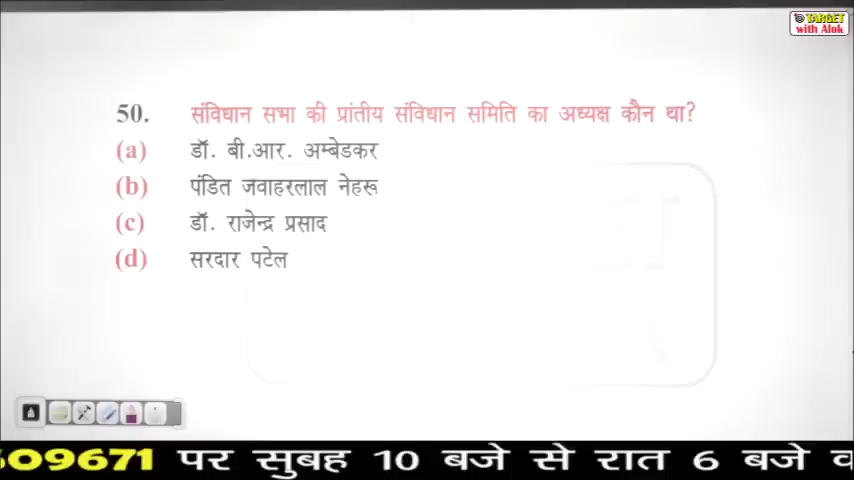 TARGET
with Alok
50. संविधान सभा की प्रांतीय संविधान समिति का अध्यक्ष कौन था?
(a) डॉ. बी.आर. अम्बेडकर
(b) पंडित जवाहरलाल नेहरू
(c) डॉ. राजेन्द्र प्रसाद
(d) सरदार पटेल
609671 पर सुबह 10 बजे से रात 6 बजे